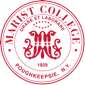 MARIST COLLEGE
ORARE ET LABORARE
1929
POUGHKEEPSIE, N.Y.